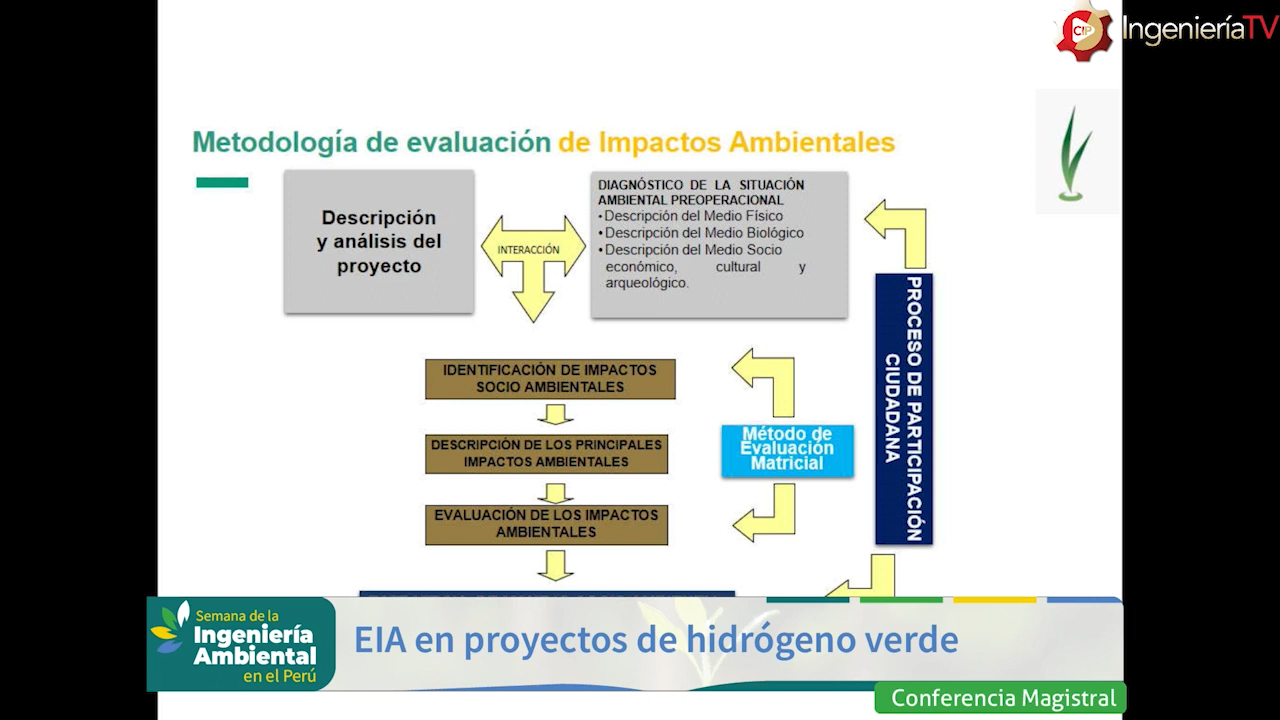 CIP
IngenieríaTV
Metodología de evaluación de Impactos Ambientales
Descripción
y análisis del
proyecto
INTERACCIÓN
DIAGNÓSTICO DE LA SITUACIÓN
AMBIENTAL PREOPERACIONAL
•Descripción del Medio Físico
•Descripción del Medio Biológico
•Descripción del Medio Socio
económico, cultural y
arqueológico.
PROCESO DE PARTICIPACIÓN
CIUDADANA
IDENTIFICACIÓN DE IMPACTOS
SOCIO AMBIENTALES
DESCRIPCIÓN DE LOS PRINCIPALES
IMPACTOS AMBIENTALES
EVALUACIÓN DE LOS IMPACTOS
AMBIENTALES
Método de
Evaluación
Matricial
Semana de la
Ingeniería
Ambiental
en el Perú
EIA en proyectos de hidrógeno verde
Conferencia Magistral